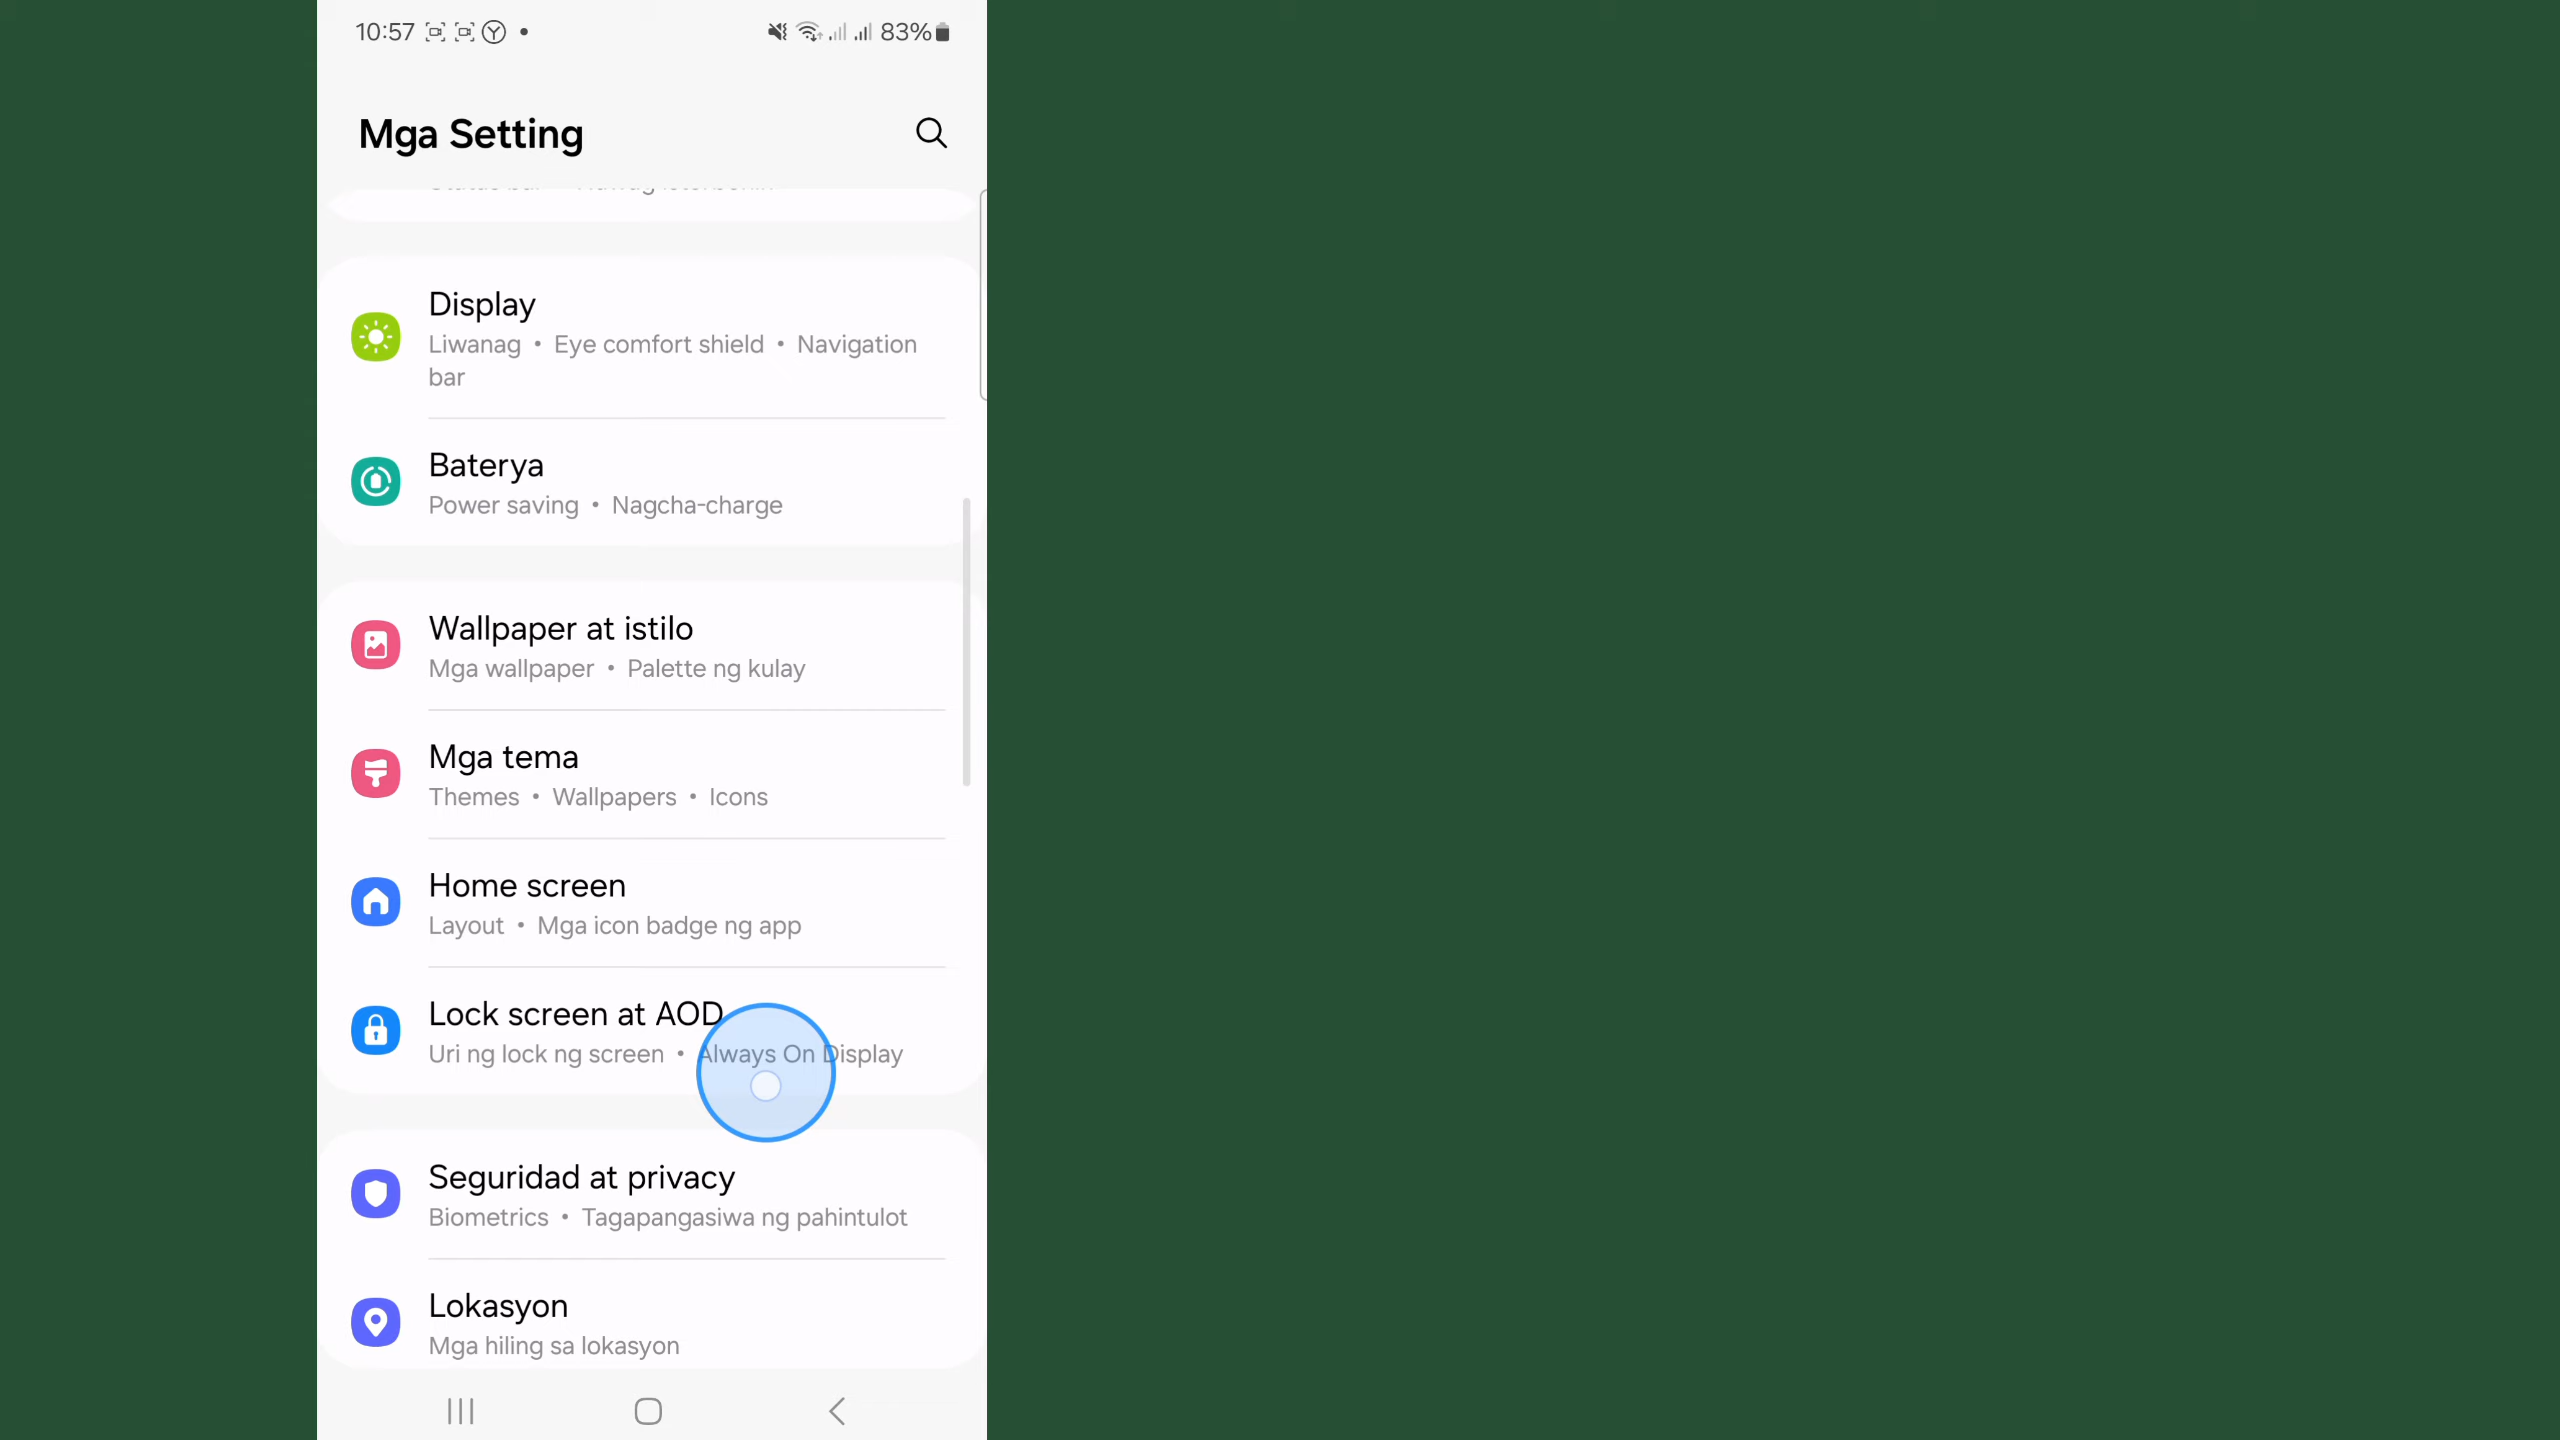 10:57 83%
Mga Setting
Display
Liwanag • Eye comfort shield • Navigation
bar
Baterya
Power saving • Nagcha-charge
Wallpaper at istilo
Mga wallpaper • Palette ng kulay
Mga tema
Themes • Wallpapers • Icons
Home screen
Layout • Mga icon badge ng app
Lock screen at AOD
Uri ng lock ng screen • Always On Display
Seguridad at privacy
Biometrics • Tagapangasiwa ng pahintulot
Lokasyon
Mga hiling sa lokasyon